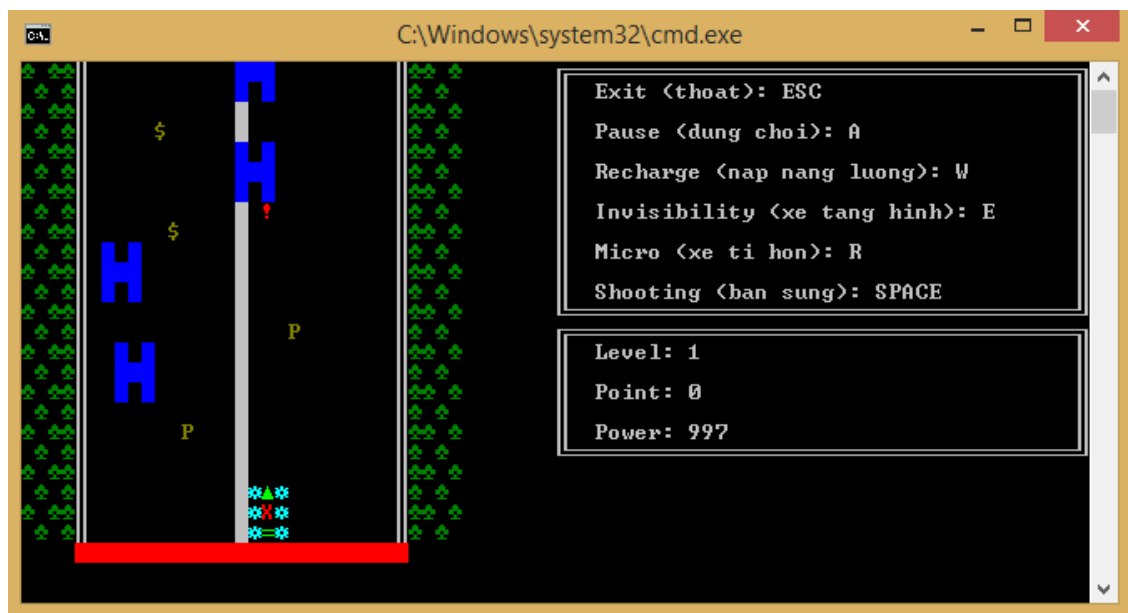 C:\Windows\system32\cmd.exe
Exit (thoat): ESC
Pause (dung choi): A
Recharge (nap nang luong): W
Invisibility (xe tang hinh): E
Micro (xe ti hon): R
Shooting (ban sung): SPACE
Level: 1
Point: 0
Power: 997
$
!
$
P
P
X